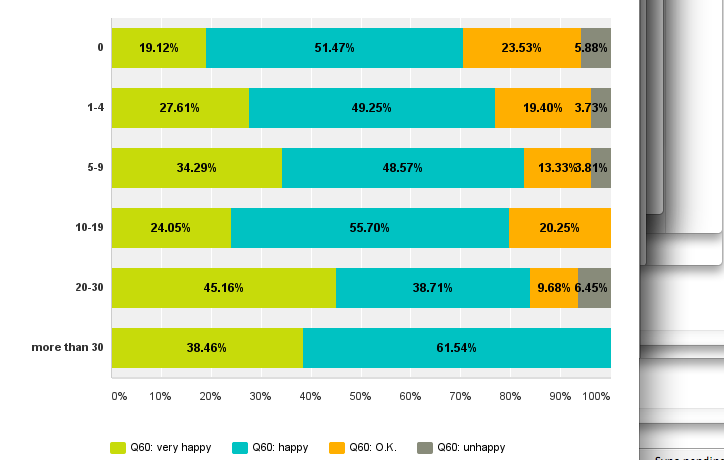 0 19.12% 51.47% 23.53% 5.88%
1-4 27.61% 49.25% 19.40% 3.73%
5-9 34.29% 48.57% 13.33% 3.81%
10-19 24.05% 55.70% 20.25%
20-30 45.16% 38.71% 9.68% 6.45%
more than 30 38.46% 61.54%
0% 10% 20% 30% 40% 50% 60% 70% 80% 90% 100%
Q60: very happy Q60: happy Q60: O.K. Q60: unhappy